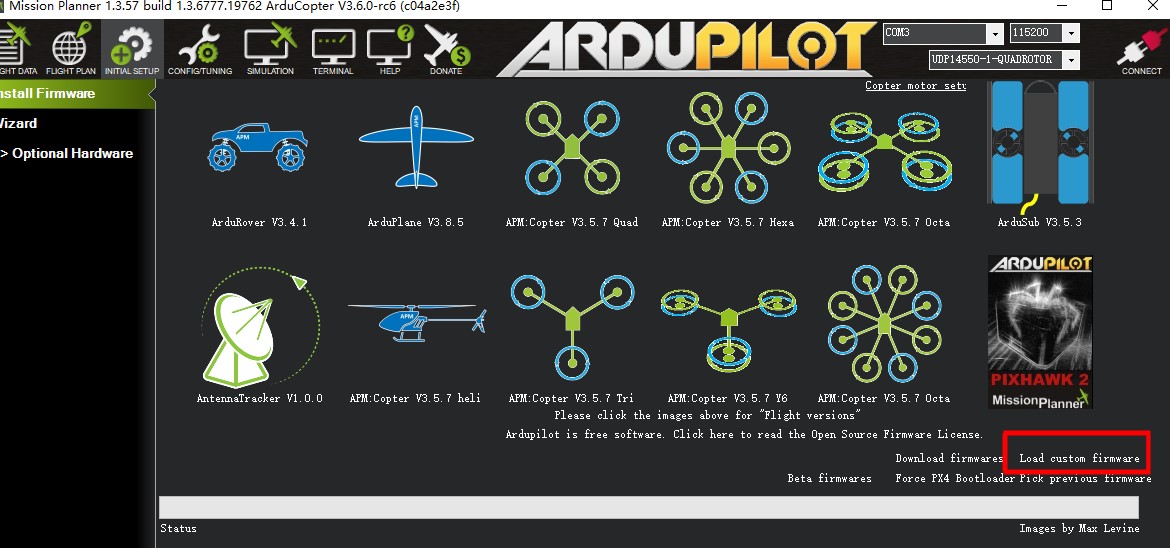 Mission Planner 1.3.57 build 1.3.6777.19762 ArduCopter V3.6.0-rc6 (c04a2e3f)
GHT DATA
FLIGHT PLAN
INITIAL SETUP
CONFIG/TUNING
SIMULATION
TERMINAL
HELP
DONATE
ARDUPILOT
COM3
115200
UDP14550-1-QUADROTOR
CONNECT
nstall Firmware
Wizard
> Optional Hardware
Copter motor setu
APM
ArduRover V3.4.1
APM
ArduPlane V3.8.5
APM:Copter V3.5.7 Quad
APM:Copter V3.5.7 Hexa
APM:Copter V3.5.7 Octa
ArduSub V3.5.3
AntennaTracker V1.0.0
APM
APM:Copter V3.5.7 heli
APM:Copter V3.5.7 Tri
APM:Copter V3.5.7 Y6
APM:Copter V3.5.7 Octa
ARDUPILOT
PIXHAWK 2
MissionPlanner
Please click the images above for "Flight versions"
Ardupilot is free software. Click here to read the Open Source Firmware License.
Download firmwares
Load custom firmware
Beta firmwares
Force PX4 Bootloader
Pick previous firmware
Status
Images by Max Levine